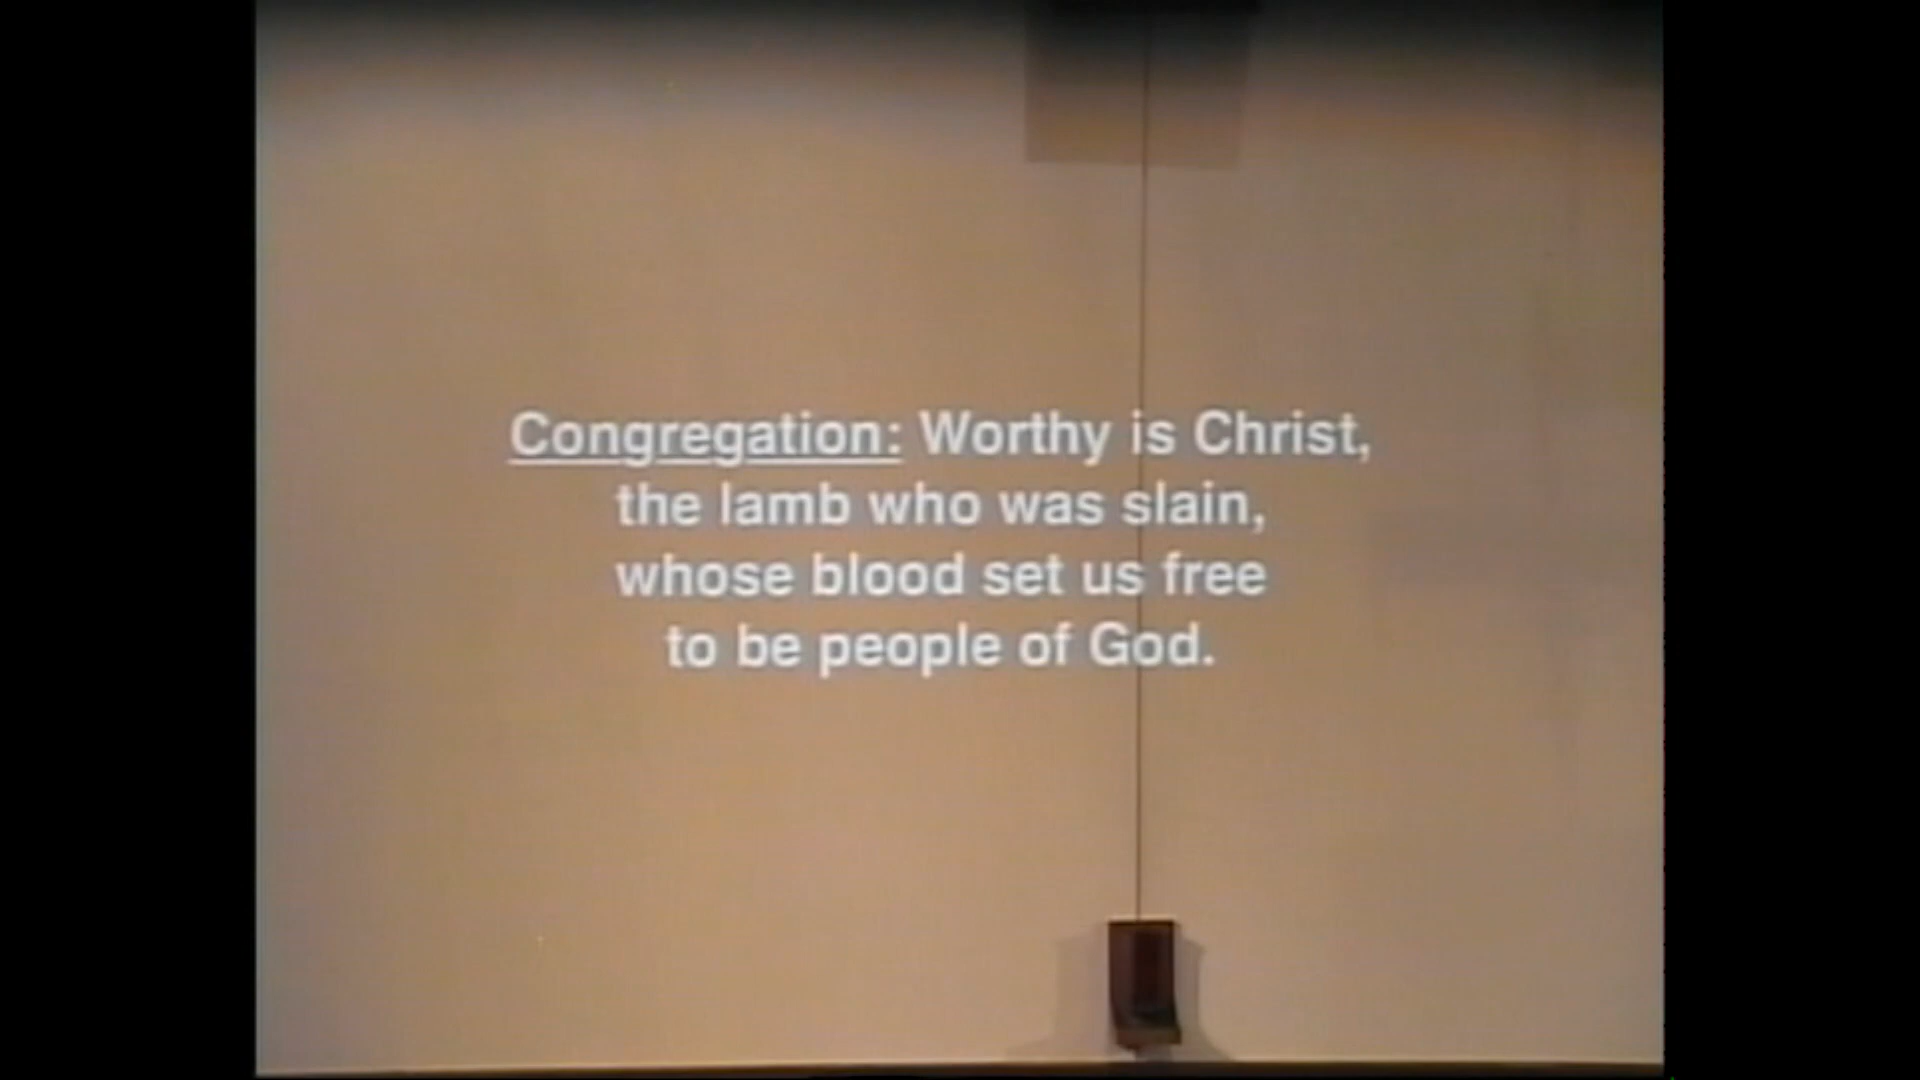 Congregation: Worthy is Christ,
the lamb who was slain,
whose blood set us free
to be people of God.